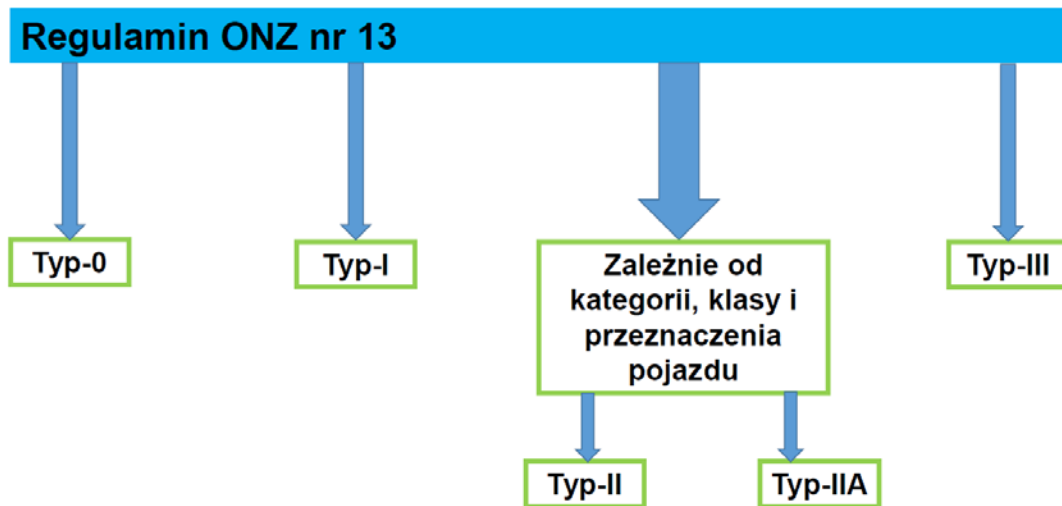 Regulamin ONZ nr 13
Typ-0
Typ-I
Zależnie od
kategorii, klasy i
przeznaczenia
pojazdu
Typ-III
Typ-II
Typ-IIA